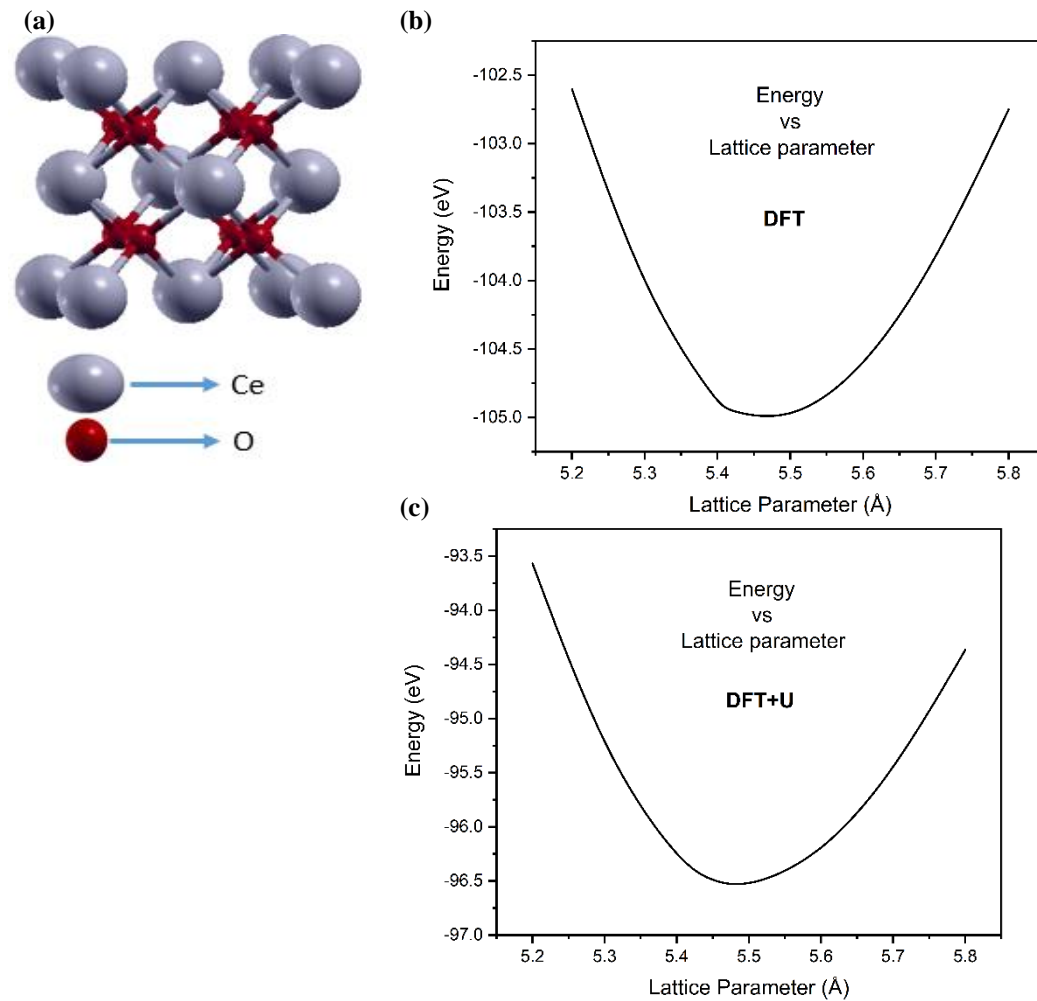 (a)
Ce
O
(b)
-102.5
-103.0
-103.5
-104.0
-104.5
-105.0
Energy (eV)
Energy
vs
Lattice parameter
DFT
5.2 5.3 5.4 5.5 5.6 5.7 5.8
Lattice Parameter (Å)
(c)
-93.5
-94.0
-94.5
-95.0
-95.5
-96.0
-96.5
-97.0
Energy (eV)
Energy
vs
Lattice parameter
DFT+U
5.2 5.3 5.4 5.5 5.6 5.7 5.8
Lattice Parameter (Å)